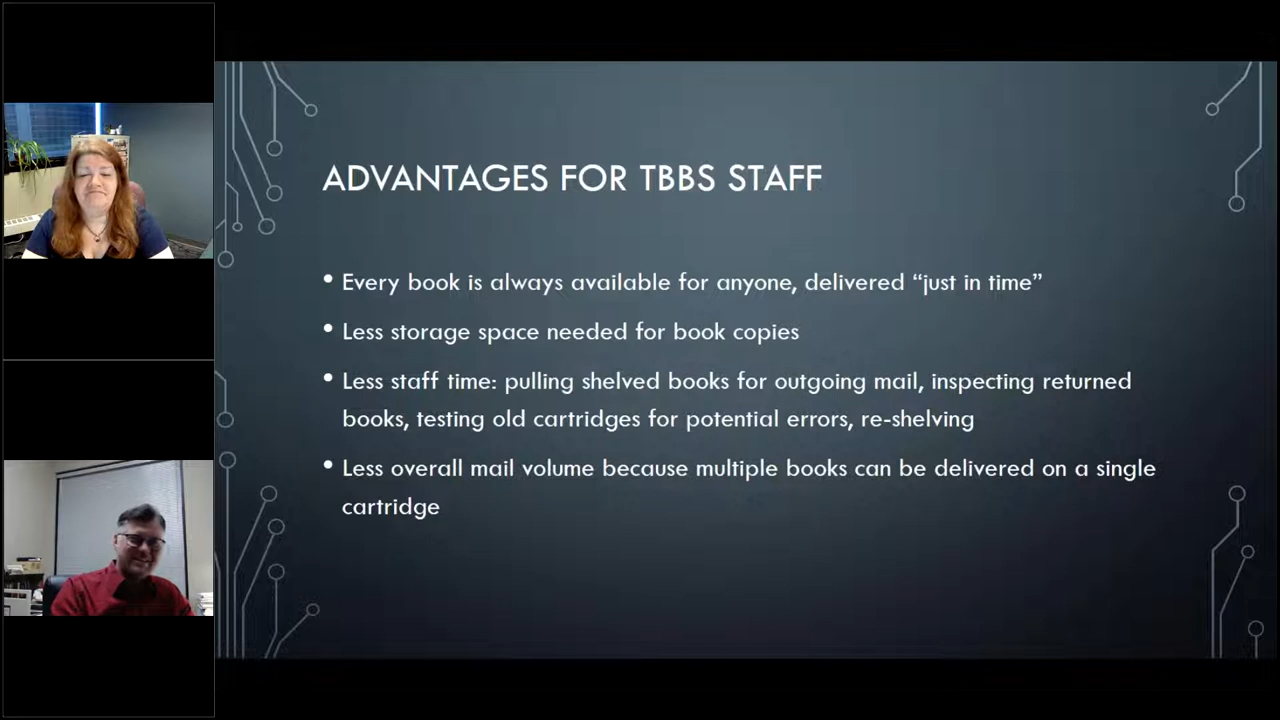 ADVANTAGES FOR TBBS STAFF
• Every book is always available for anyone, delivered “just in time”
• Less storage space needed for book copies
• Less staff time: pulling shelved books for outgoing mail, inspecting returned
books, testing old cartridges for potential errors, re-shelving
• Less overall mail volume because multiple books can be delivered on a single
cartridge